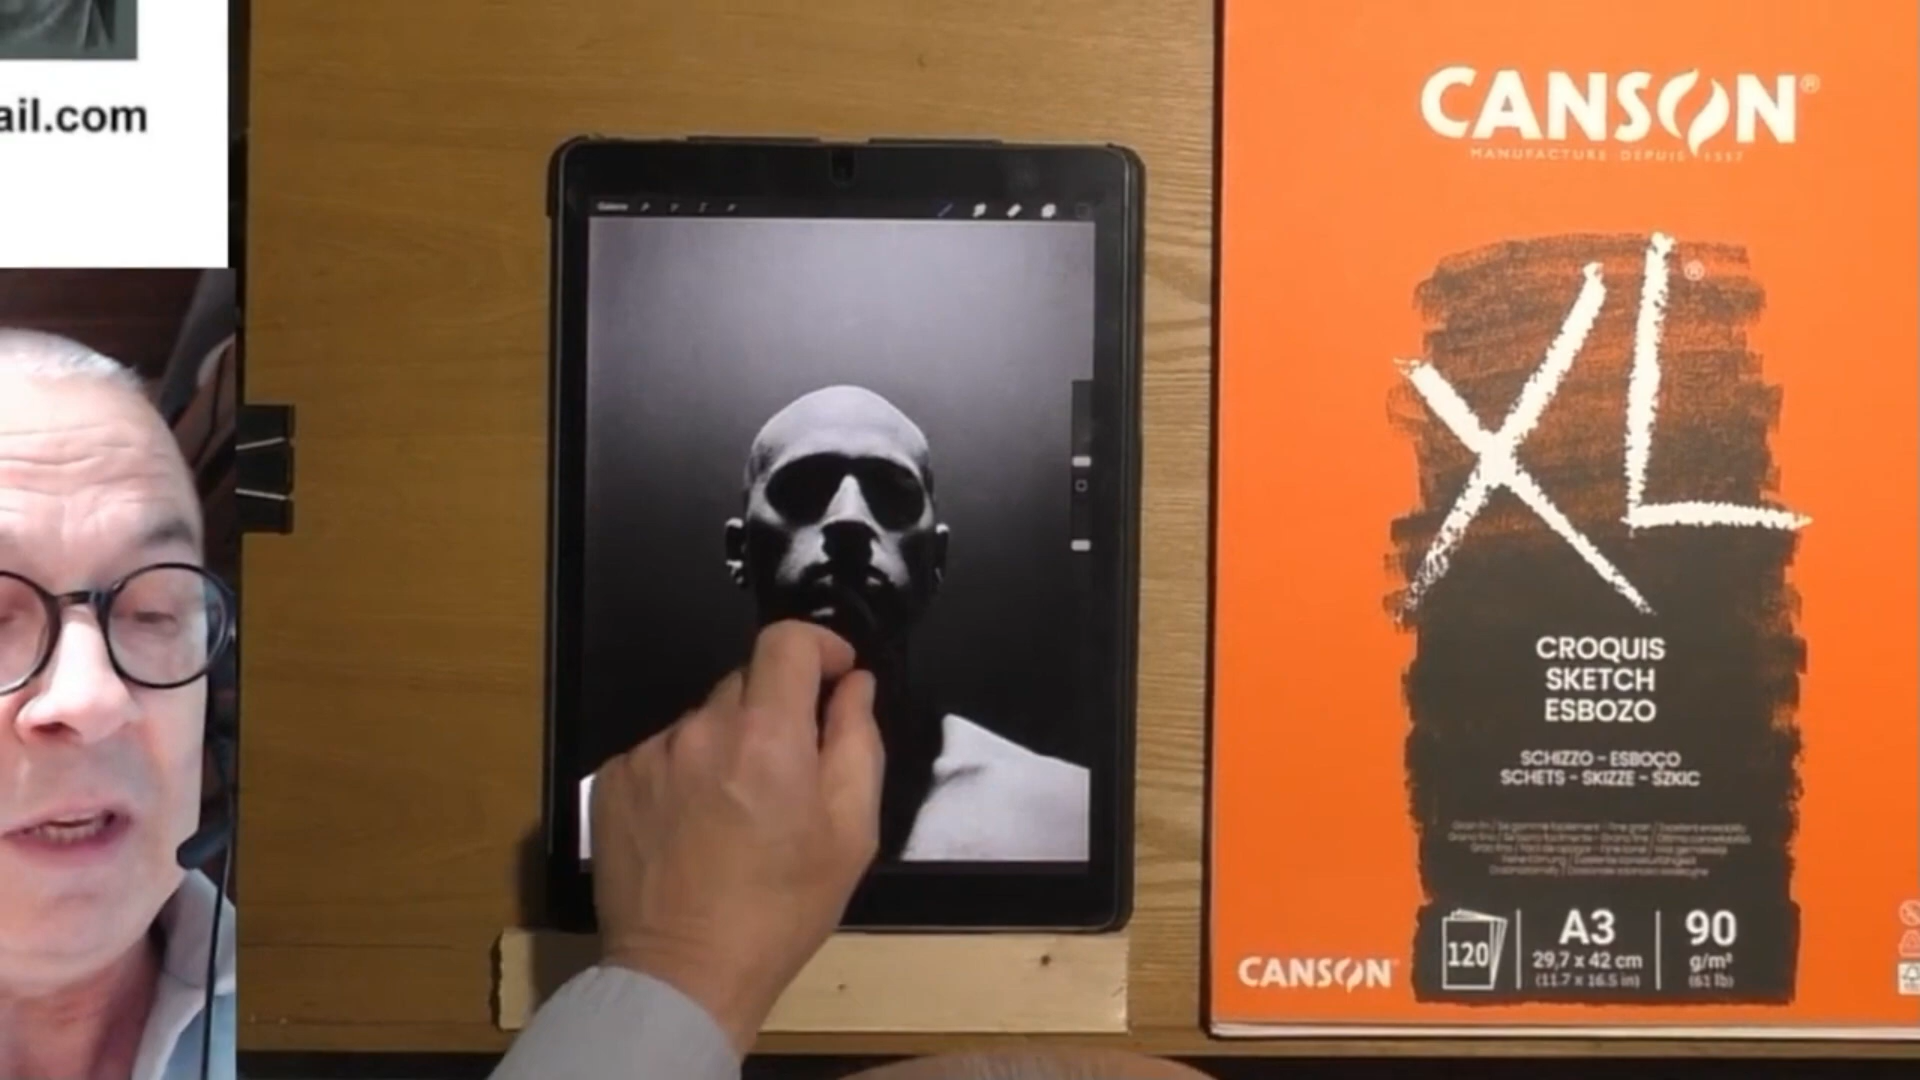 ail.com
CANSON®
MANUFACTURE DEPUIS 1557
XL®
CROQUIS
SKETCH
ESBOZO
SCHIZZO - ESBOÇO
SCHETS - SKIZZE - SZKIC
120
A3
29,7 x 42 cm
(11.7 x 16.5 in)
90
g/m²
(61 lb)
CANSON®